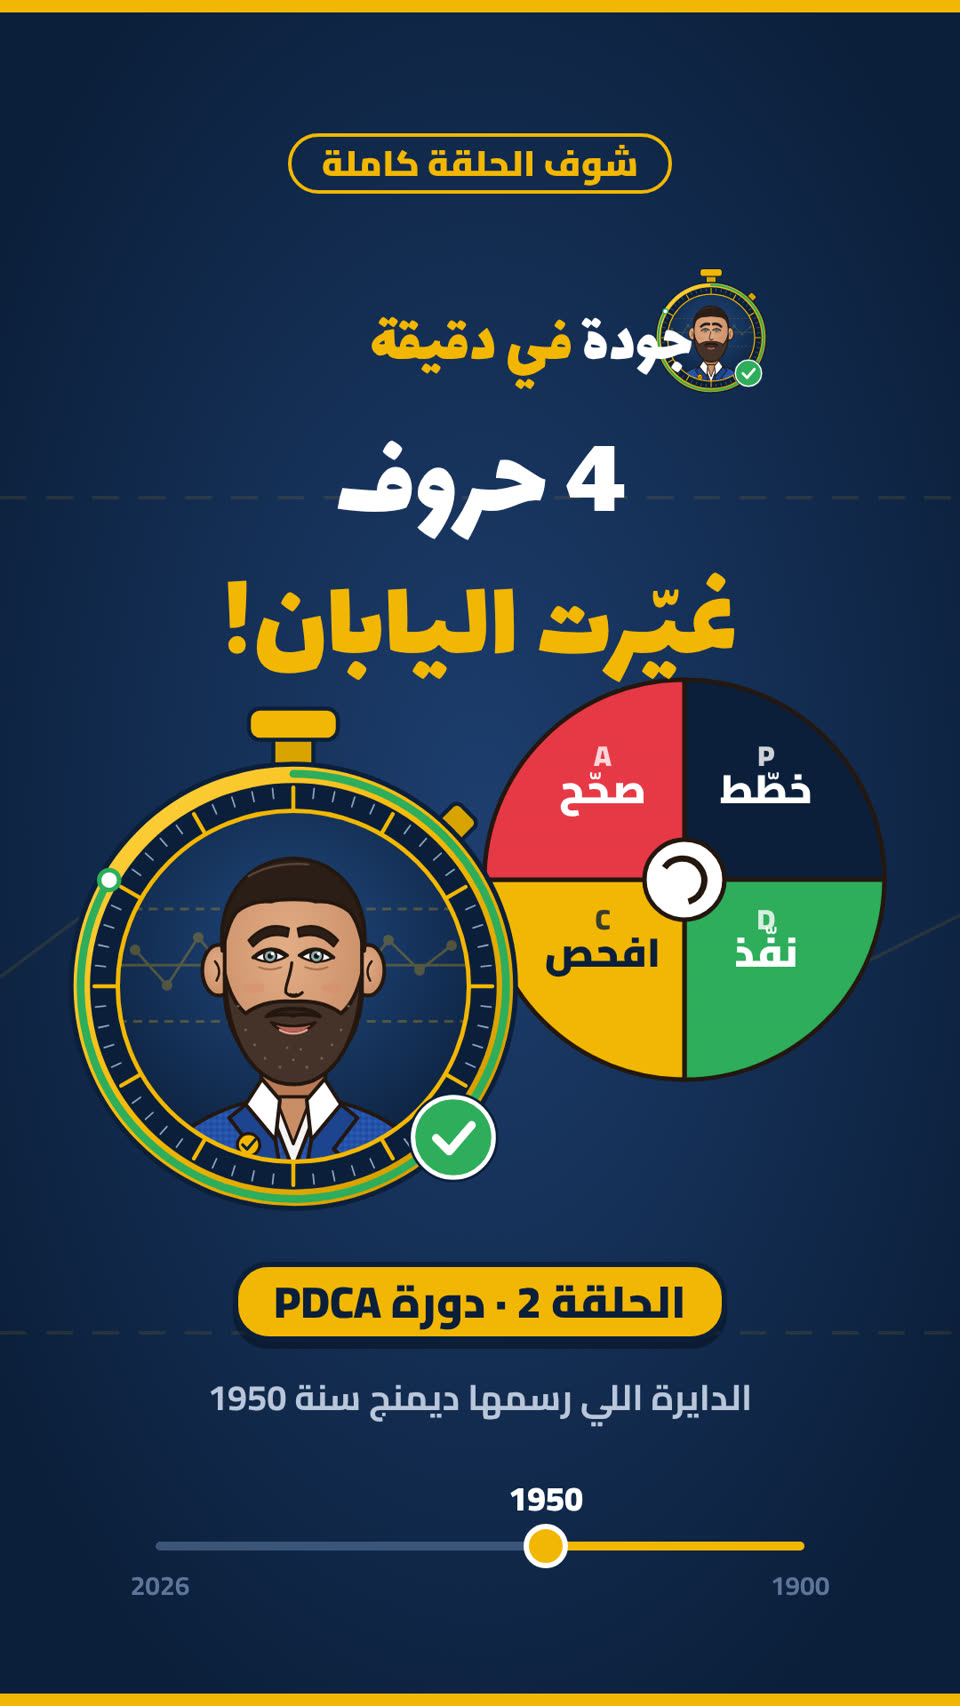 شوف الحلقة كاملة
جودة في دقيقة
4 حروف
غيّرت اليابان!
P
خطّط
A
صحّح
D
نفّذ
C
افحص
الحلقة 2 · دورة PDCA
الدايرة اللي رسمها ديمنج سنة 1950
1950
1900
2026